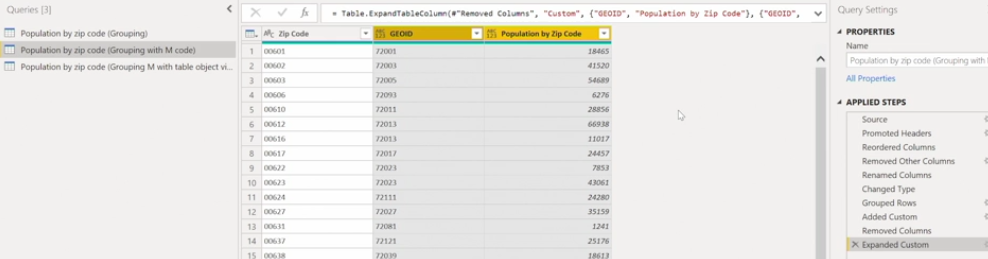 Queries [3]
Population by zip code (Grouping)
Population by zip code (Grouping with M code)
Population by zip code (Grouping M with table object vi...
= Table.ExpandTableColumn(#"Removed Columns", "Custom", {"GEOID", "Population by Zip Code"}, {"GEOID",
Zip Code GEOID Population by Zip Code
1 00601 72001 18465
2 00602 72003 41520
3 00603 72005 54689
4 00606 72093 6276
5 00610 72011 28856
6 00612 72013 66938
7 00616 72013 11017
8 00617 72017 24457
9 00622 72023 7853
10 00623 72023 43061
11 00624 72111 24280
12 00627 72027 35159
13 00631 72081 1241
14 00637 72121 25176
15 00638 72039 18613
Query Settings
PROPERTIES
Name
Population by zip code (Grouping with
All Properties
APPLIED STEPS
Source
Promoted Headers
Reordered Columns
Removed Other Columns
Renamed Columns
Changed Type
Grouped Rows
Added Custom
Removed Columns
Expanded Custom